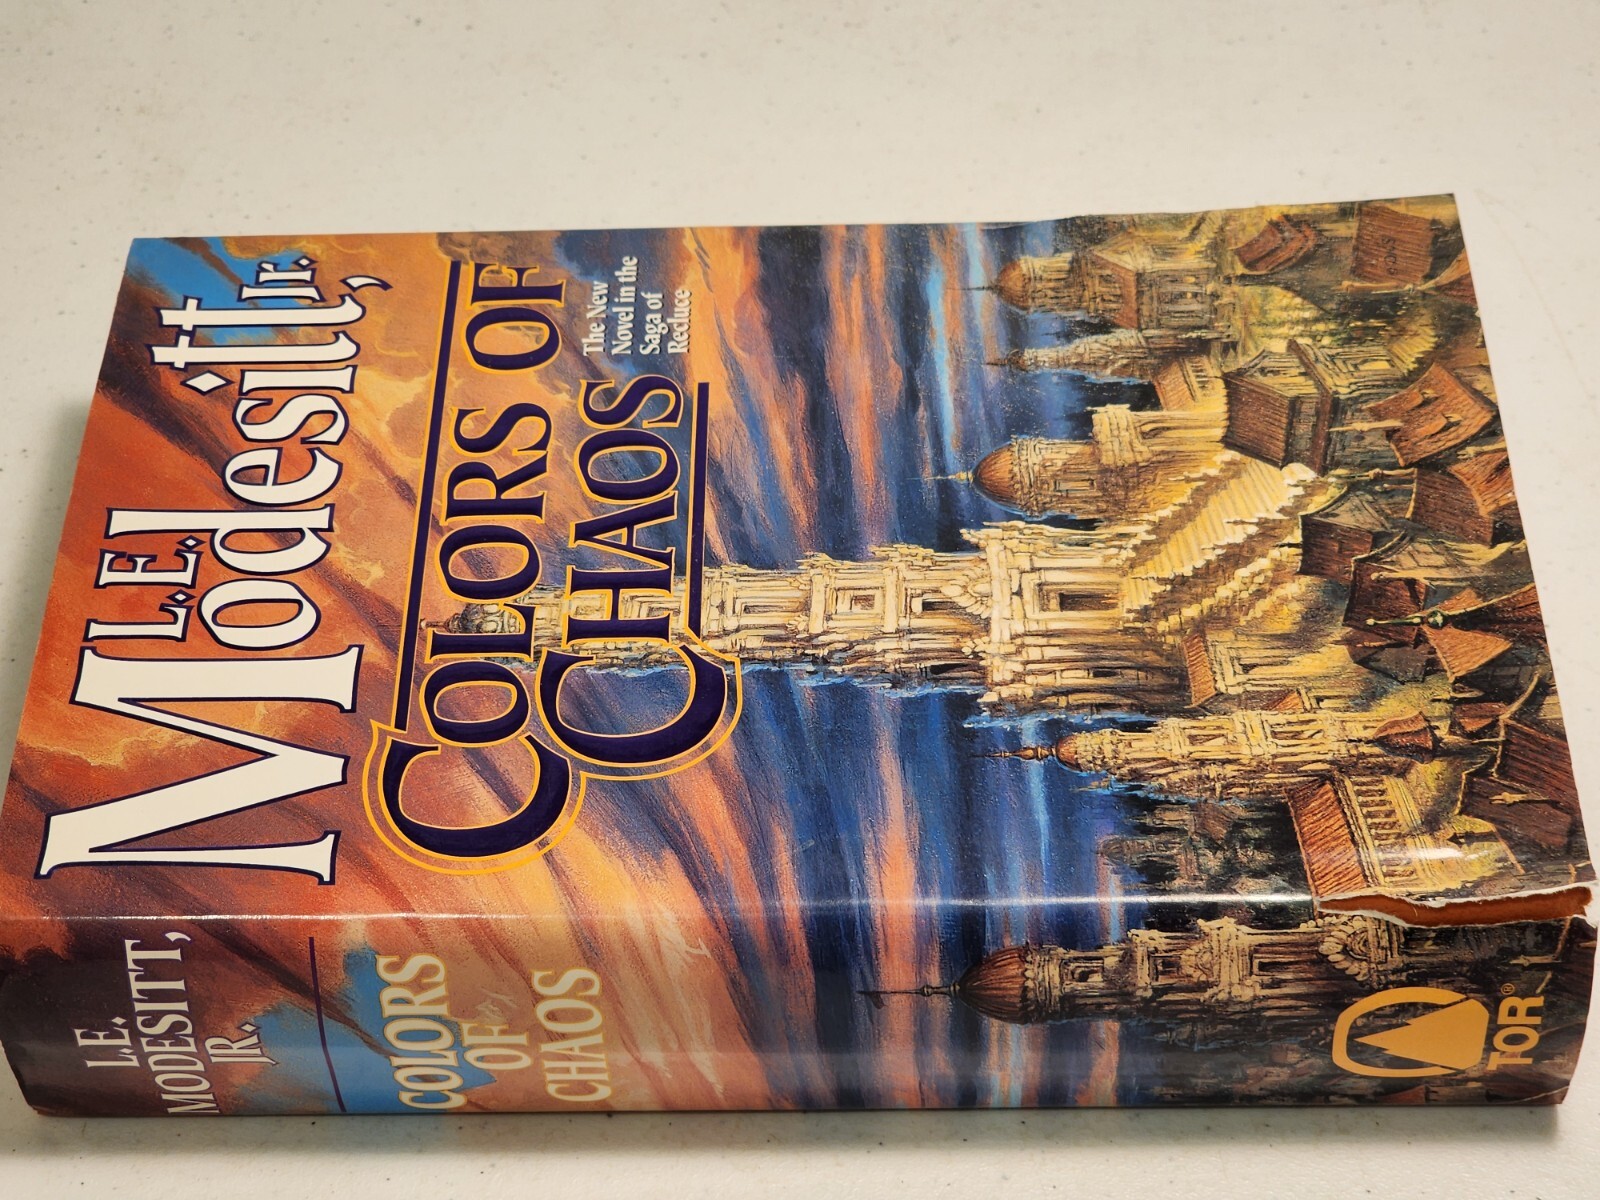 L.E.
Modesitt,
Jr.
COLORS OF
CHAOS
The New
Novel in the
Saga of
Recluce
L.E.
MODESITT,
JR.
COLORS
OF
CHAOS
TOR®